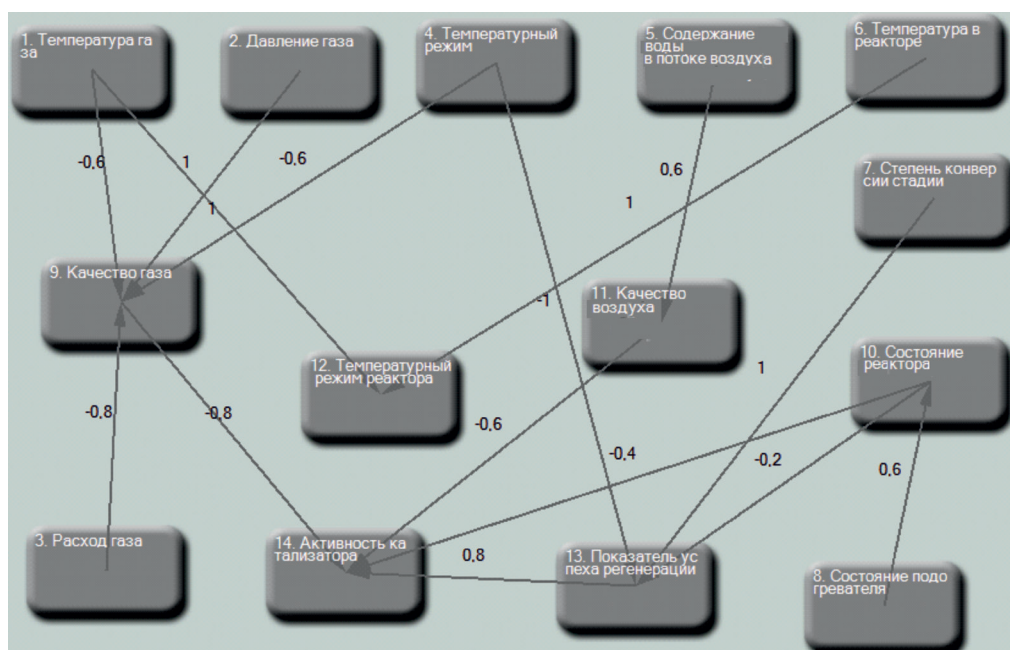 1. Температура га
за
2. Давление газа
4. Температурный
режим
5. Содержание
воды
в потоке воздуха
6. Температура в
реакторе
-0,6
1
-0,6
0,6
7. Степень конвер
сии стадии
1
1
9. Качество газа
11. Качество
воздуха
-1
12. Температурный
режим реактора
10. Состояние
реактора
1
-0,8
-0,8
-0,6
-0,4
-0,2
0,6
3. Расход газа
14. Активность ка
тализатора
0,8
13. Показатель ус
пеха регенерации
8. Состояние подо
гревателя